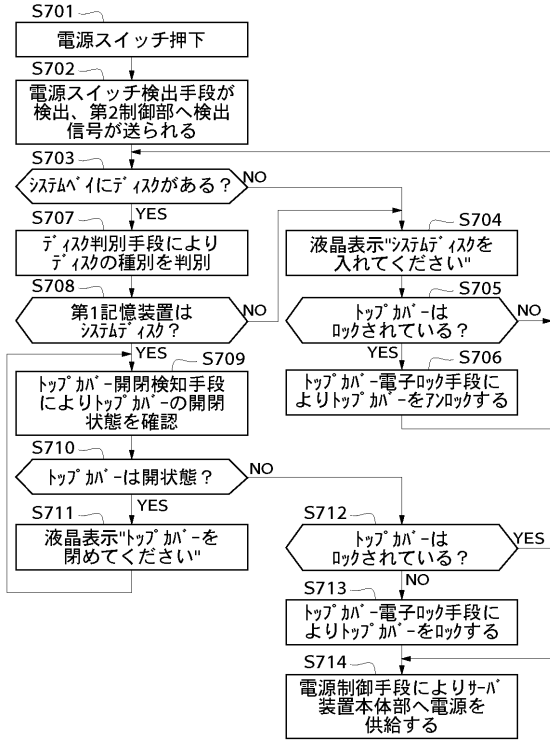 S701
電源スイッチ押下
S702
電源スイッチ検出手段が
検出、第2制御部へ検出
信号が送られる
S703
ｼｽﾃﾑﾍﾞｲにディスクがある？
NO
YES
S707
ﾃﾞｨｽｸ判別手段により
ディスクの種別を判別
S708
第1記憶装置は
ｼｽﾃﾑﾃﾞｨｽｸ？
NO
YES
S704
液晶表示"ｼｽﾃﾑﾃﾞｨｽｸを
入れてください"
S705
ﾄｯﾌﾟｶﾊﾞｰは
ﾛｯｸされている？
NO
YES
S706
ﾄｯﾌﾟｶﾊﾞｰ電子ﾛｯｸ手段に
よりﾄｯﾌﾟｶﾊﾞｰをｱﾝﾛｯｸする
S709
ﾄｯﾌﾟｶﾊﾞｰ開閉検知手段
によりﾄｯﾌﾟｶﾊﾞｰの開閉
状態を確認
S710
ﾄｯﾌﾟｶﾊﾞｰは開状態？
NO
YES
S711
液晶表示"ﾄｯﾌﾟｶﾊﾞｰを
閉めてください"
S712
ﾄｯﾌﾟｶﾊﾞｰは
ﾛｯｸされている？
YES
NO
S713
ﾄｯﾌﾟｶﾊﾞｰ電子ﾛｯｸ手段に
よりﾄｯﾌﾟｶﾊﾞｰをﾛｯｸする
S714
電源制御手段によりｻｰﾊﾞ
装置本体部へ電源を
供給する